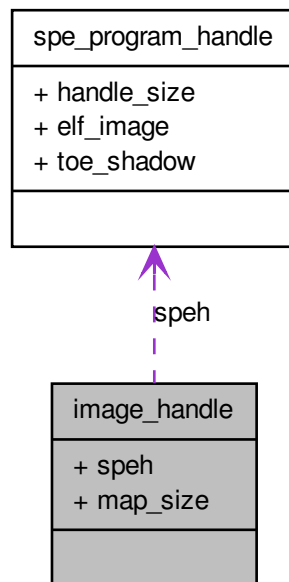 spe_program_handle
+ handle_size
+ elf_image
+ toe_shadow
speh
image_handle
+ speh
+ map_size